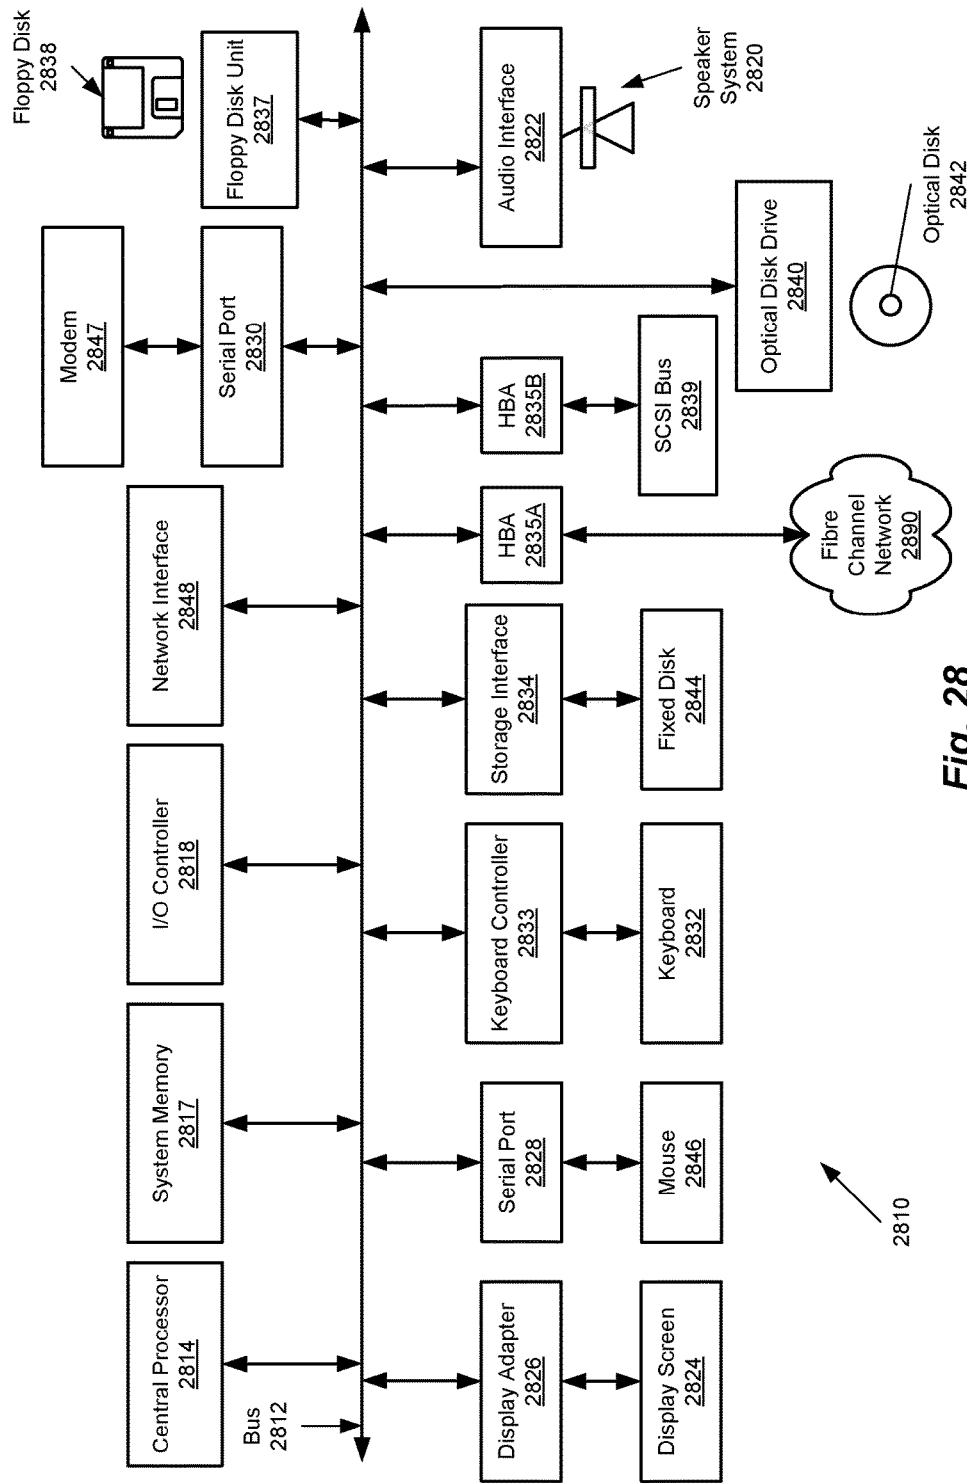 Central Processor
2814
System Memory
2817
I/O Controller
2818
Network Interface
2848
Modem
2847
Serial Port
2830
Floppy Disk
2838
Floppy Disk Unit
2837
Bus
2812
Display Adapter
2826
Display Screen
2824
Serial Port
2828
Mouse
2846
Keyboard Controller
2833
Keyboard
2832
Storage Interface
2834
Fixed Disk
2844
HBA
2835A
Fibre
Channel
Network
2890
HBA
2835B
SCSI Bus
2839
Optical Disk Drive
2840
Optical Disk
2842
Audio Interface
2822
Speaker
System
2820
2810
Fig. 28